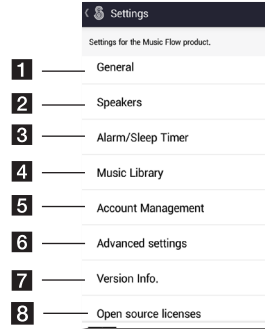 Settings
Settings for the Music Flow product.
1 General
2 Speakers
3 Alarm/Sleep Timer
4 Music Library
5 Account Management
6 Advanced settings
7 Version Info.
8 Open source licenses